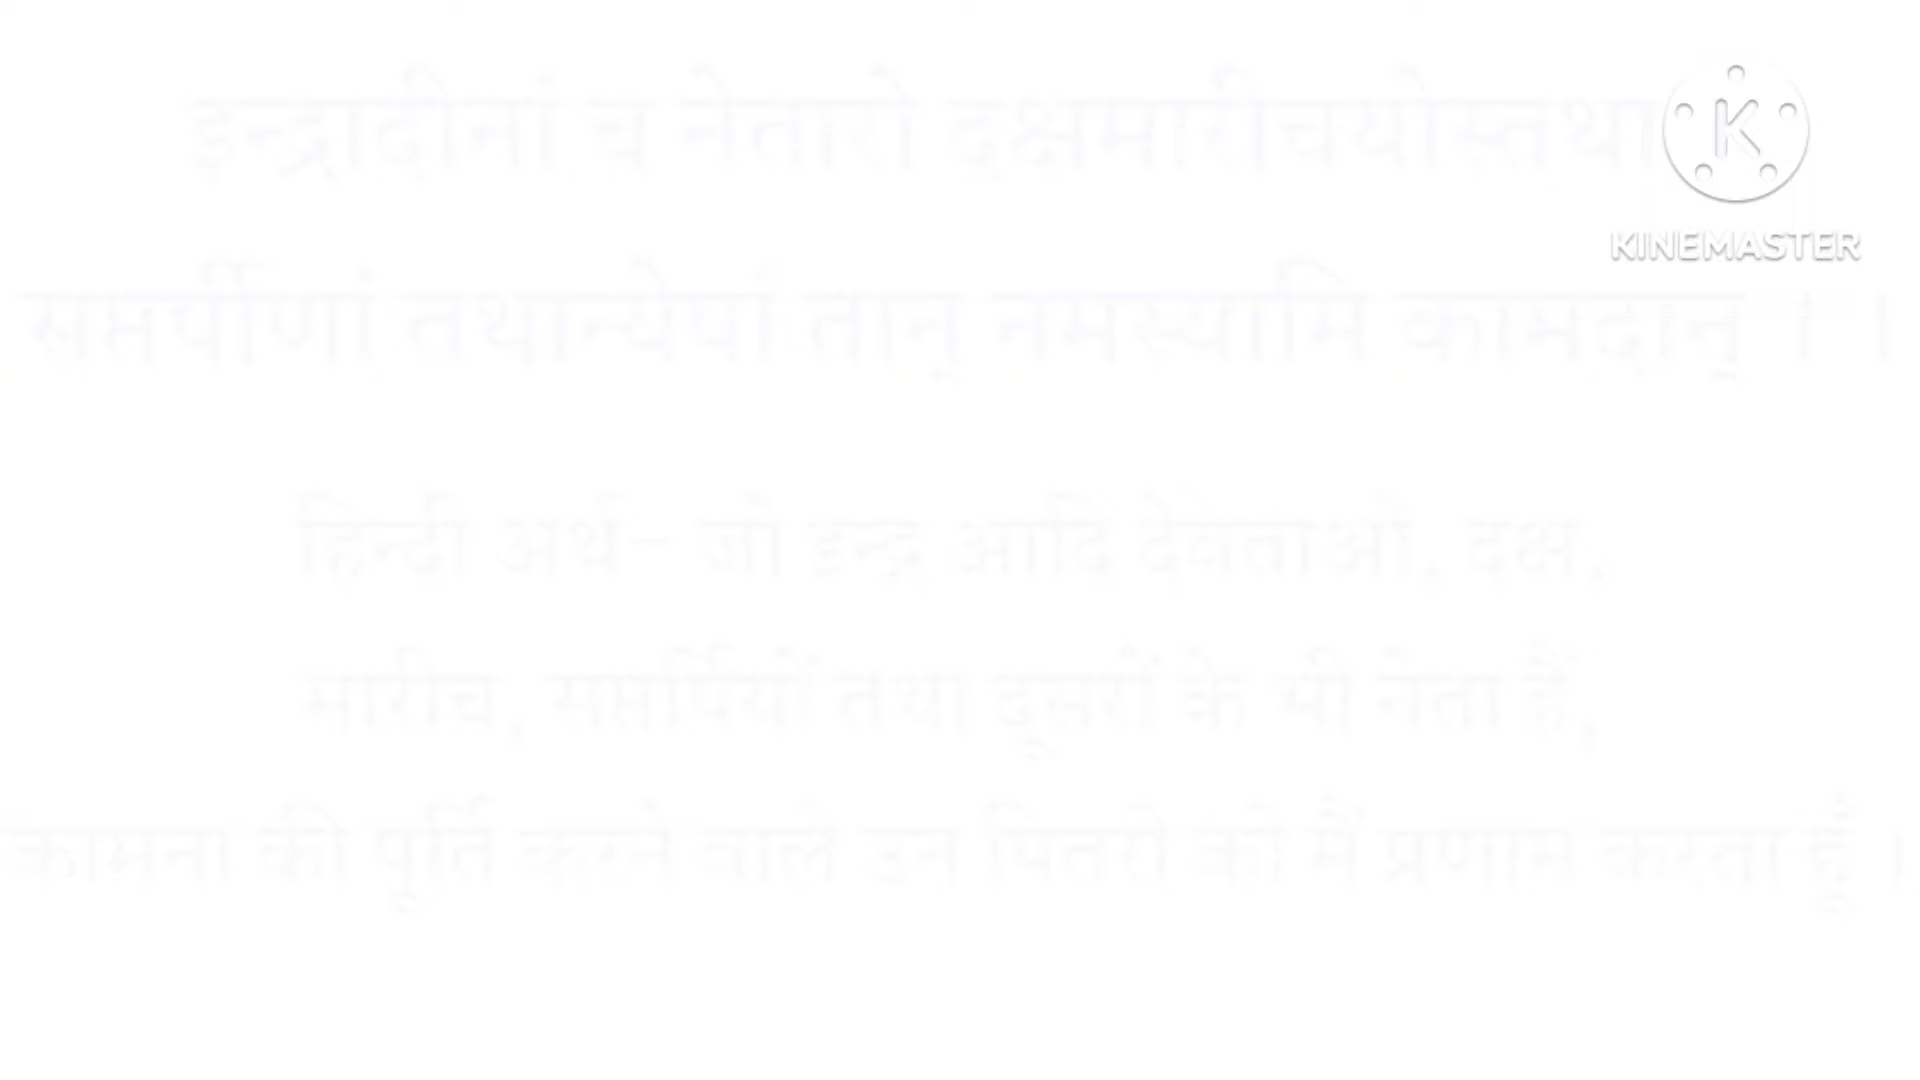 इन्द्रादीनां च नेतारो दक्षमारीचयोस्तथा
KINEMASTER
सप्तर्षीणां तथान्येषां तान् नमस्यामि कामदान् । ।
हिन्दी अर्थ– जो इन्द्र आदि देवताओं, दक्ष,
मारीच, सप्तर्षियों तथा दूसरों के भी नेता हैं,
कामना की पूर्ति करने वाले उन पितरो को मैं प्रणाम करता हूँ ।